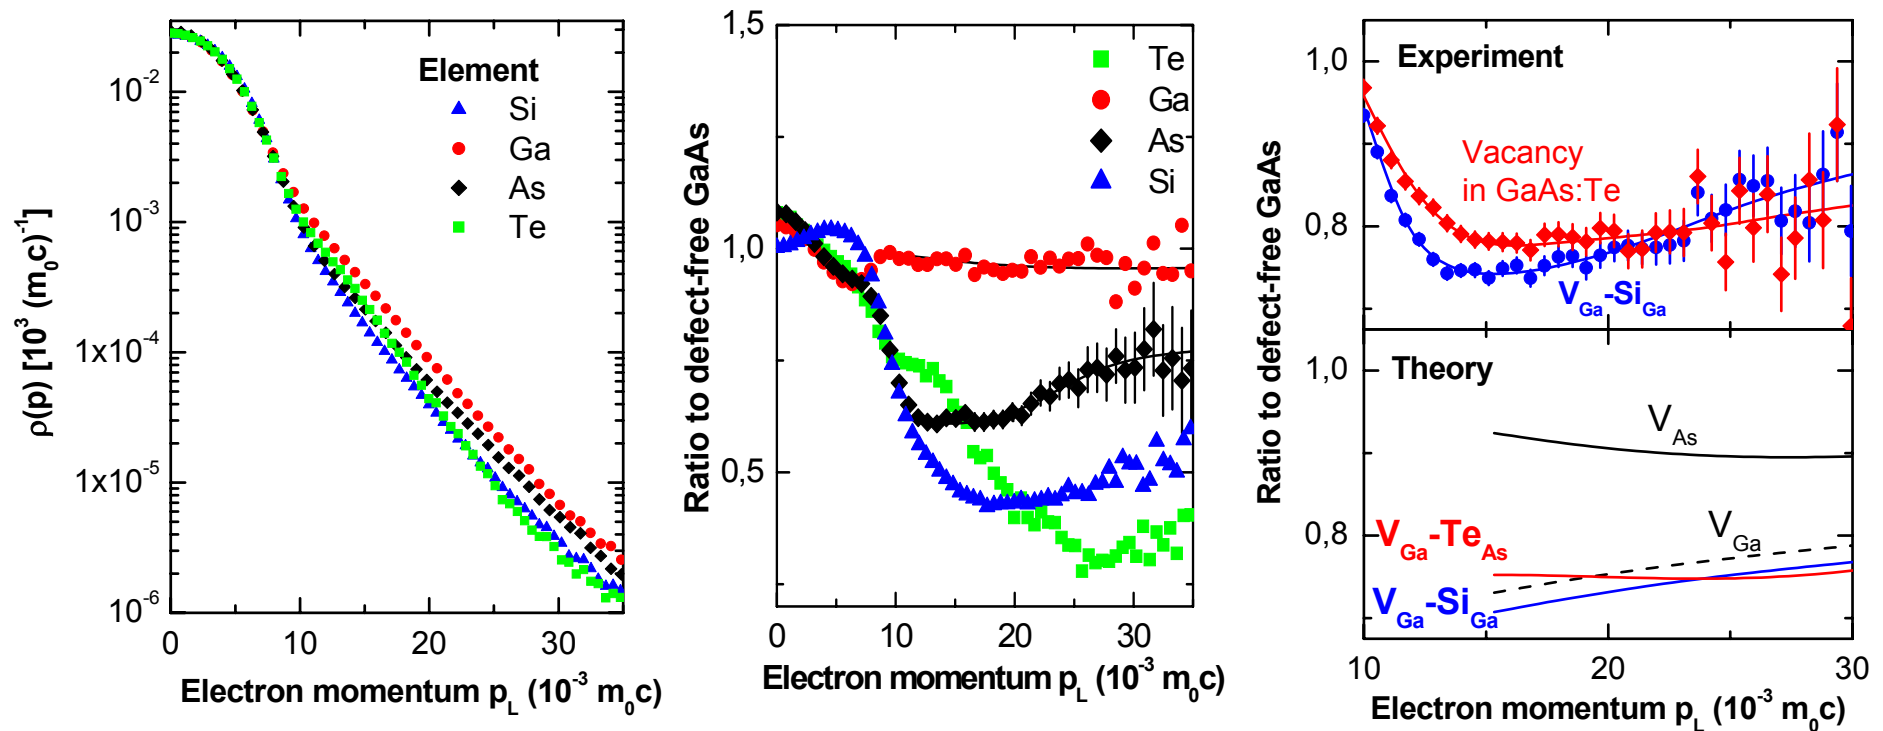 Element
Si
Ga
As
Te
10⁻²
10⁻³
1x10⁻⁴
10⁻⁵
10⁻⁶
0
10
20
30
ρ(p) [10³ (m₀c)⁻¹]
Electron momentum p_L (10⁻³ m₀c)
1,5
1,0
0,5
Te
Ga
As
Si
0
10
20
30
Ratio to defect-free GaAs
Electron momentum p_L (10⁻³ m₀c)
1,0
Experiment
Vacancy
in GaAs:Te
0,8
V_Ga-Si_Ga
1,0
Theory
V_As
0,8
V_Ga-Te_As
V_Ga
V_Ga-Si_Ga
10
20
30
Ratio to defect-free GaAs
Electron momentum p_L (10⁻³ m₀c)